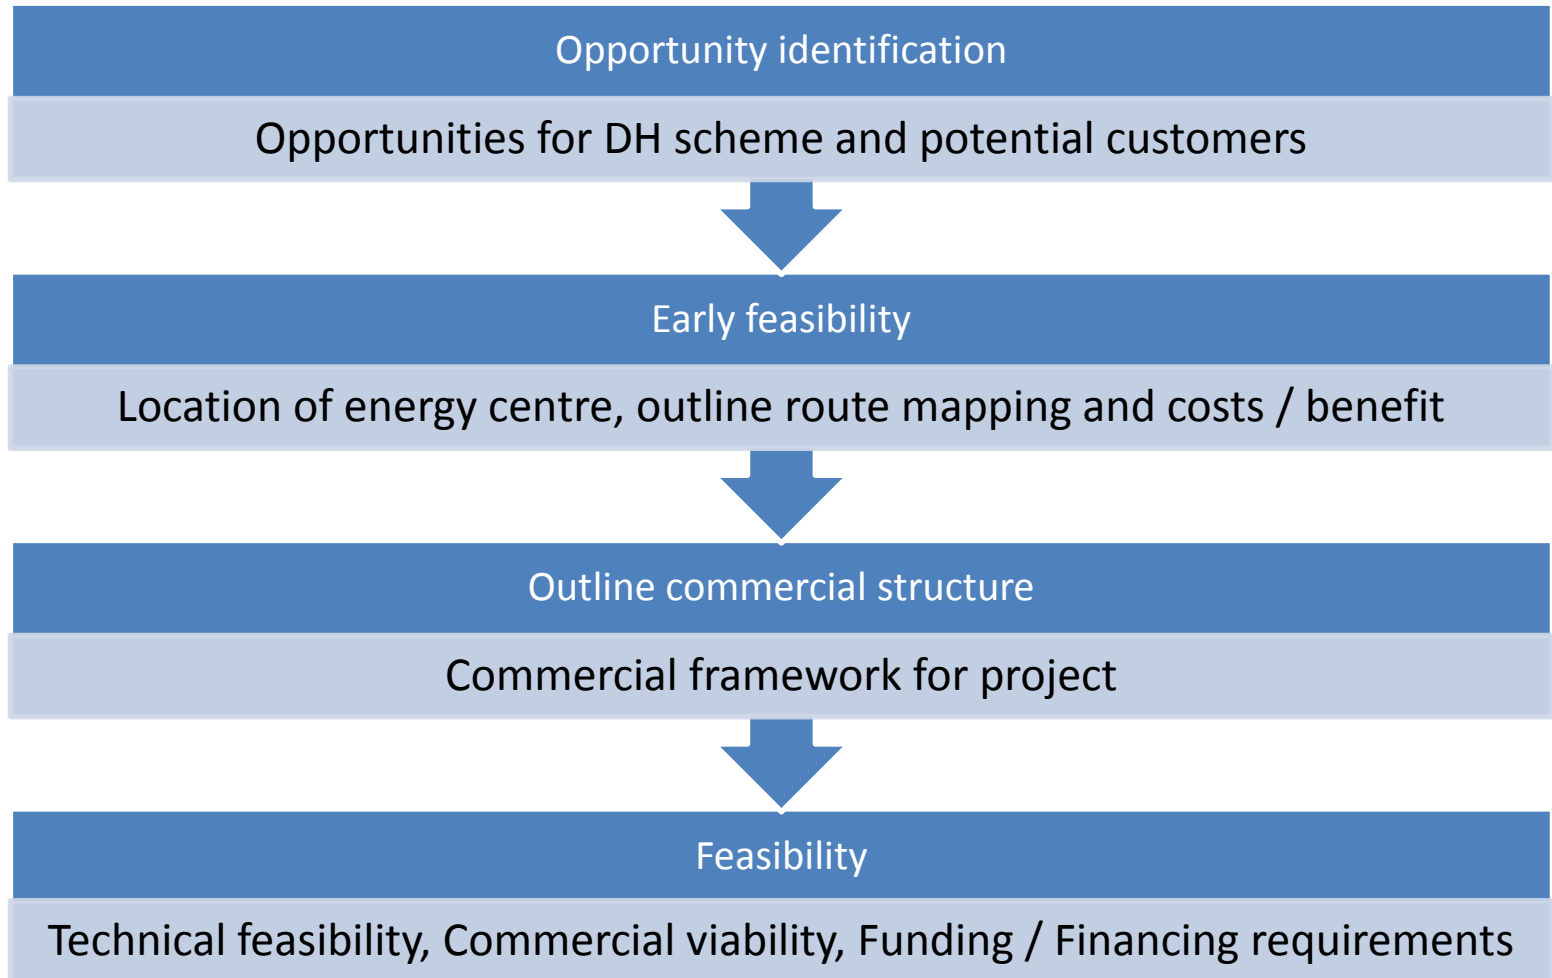 Opportunity identification
Opportunities for DH scheme and potential customers
Early feasibility
Location of energy centre, outline route mapping and costs / benefit
Outline commercial structure
Commercial framework for project
Feasibility
Technical feasibility, Commercial viability, Funding / Financing requirements